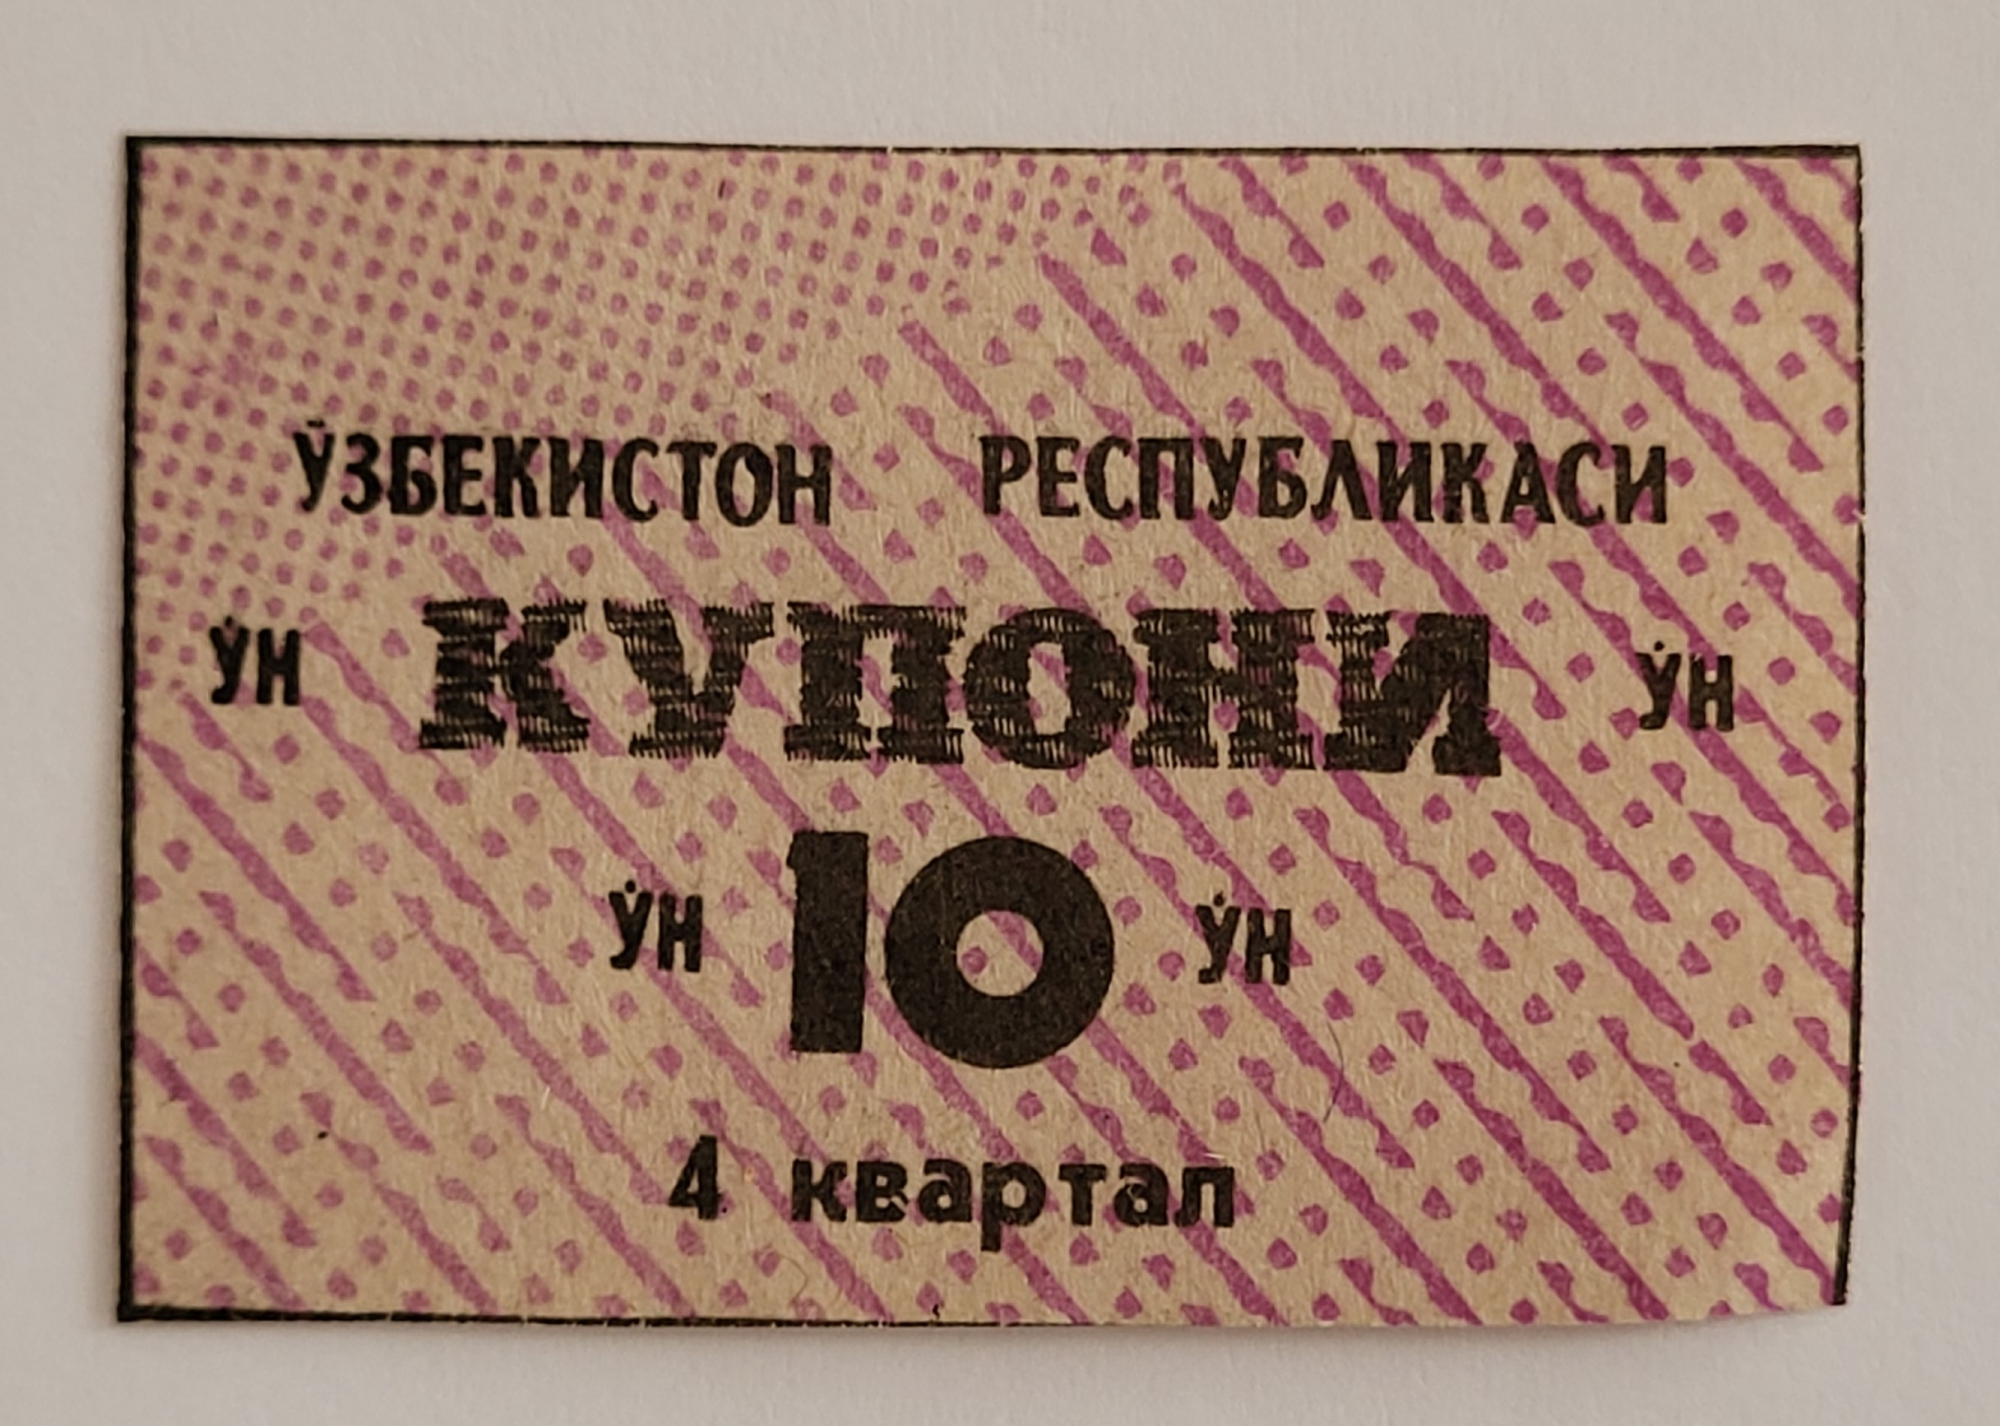 ЎЗБЕКИСТОН РЕСПУБЛИКАСИ
ЎН КУПОНИ ЎН
ЎН 10 ЎН
4 квартал